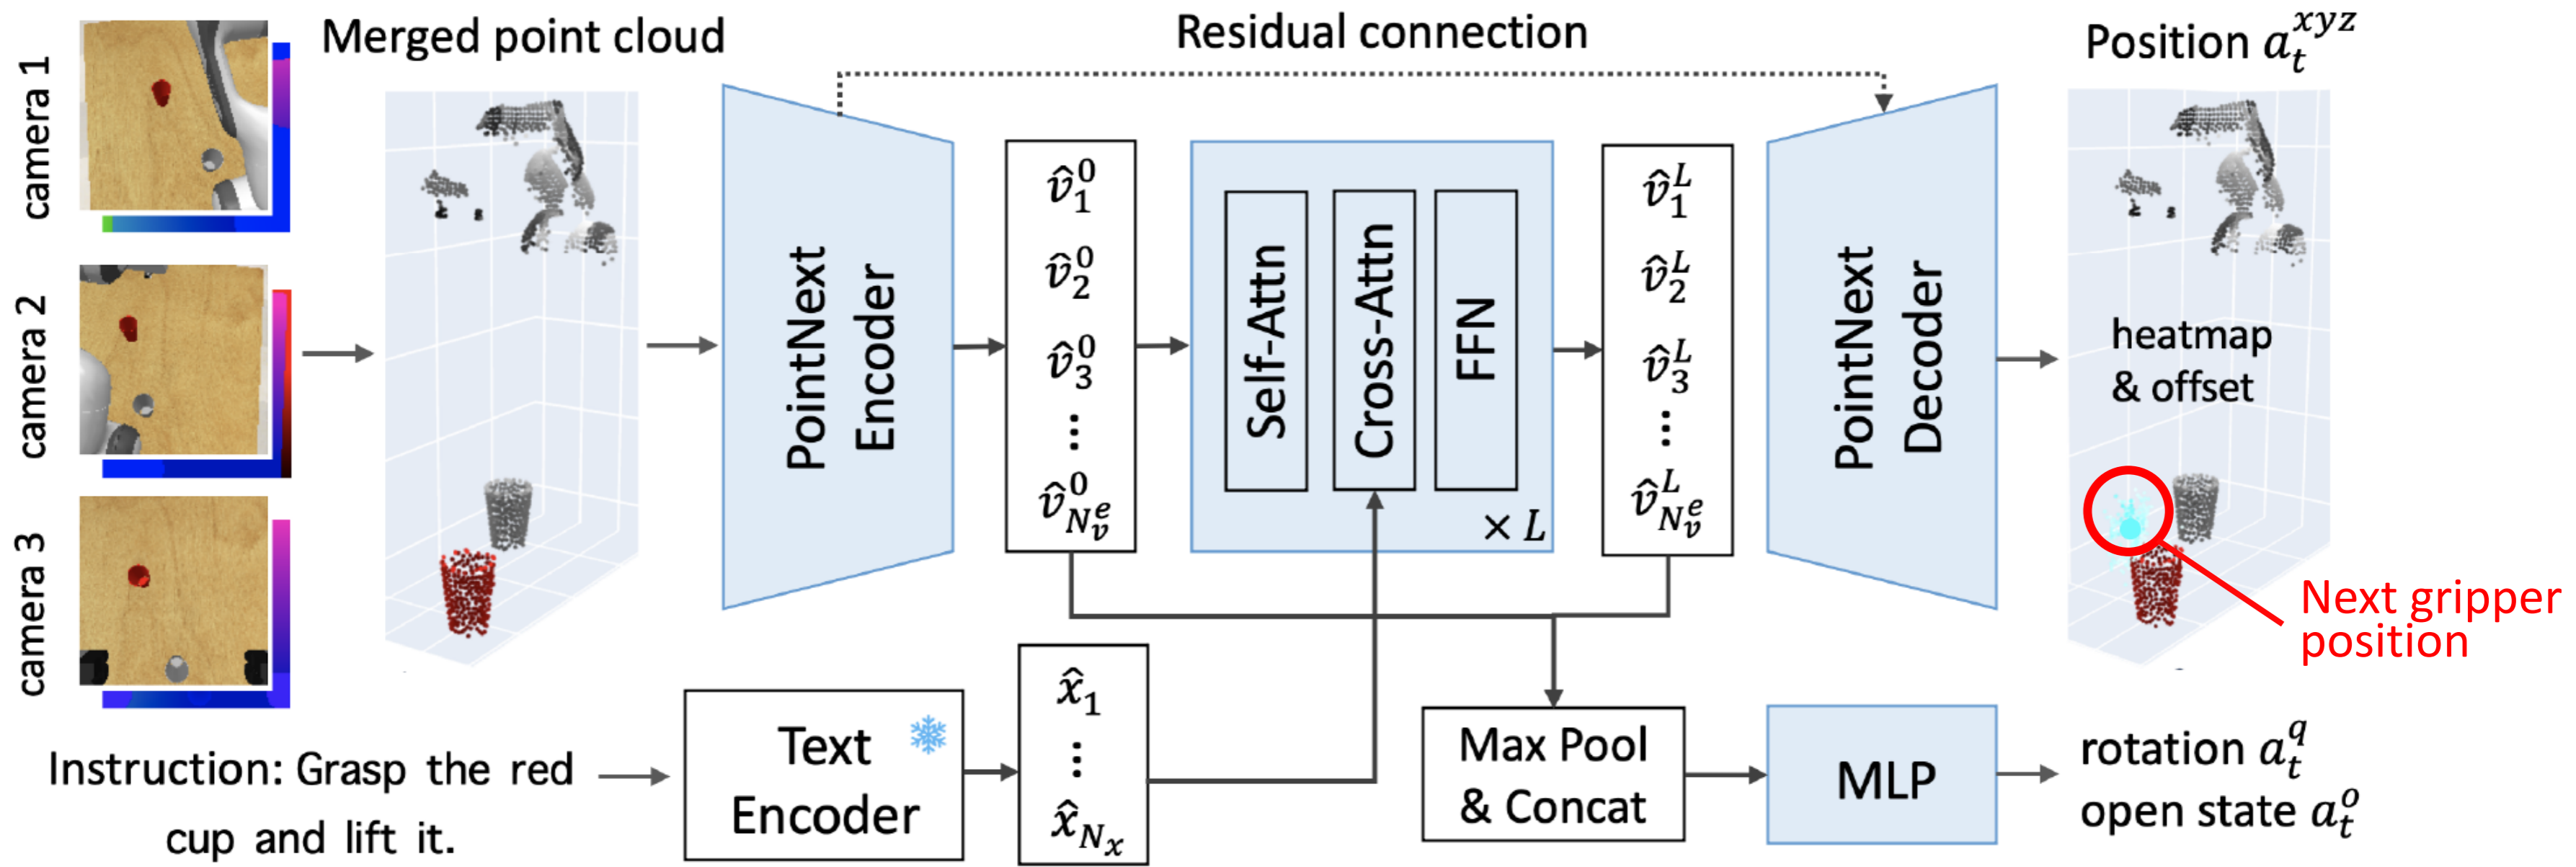 camera 1
camera 2
camera 3
Merged point cloud
Residual connection
Position a_t^{xyz}
PointNext
Encoder
v̂_1^0
v̂_2^0
v̂_3^0
⋮
v̂_{N_v^e}^0
Self-Attn
Cross-Attn
FFN
× L
v̂_1^L
v̂_2^L
v̂_3^L
⋮
v̂_{N_v^e}^L
PointNext
Decoder
heatmap
& offset
Next gripper
position
Instruction: Grasp the red
cup and lift it.
Text
Encoder
x̂_1
⋮
x̂_{N_x}
Max Pool
& Concat
MLP
rotation a_t^q
open state a_t^o